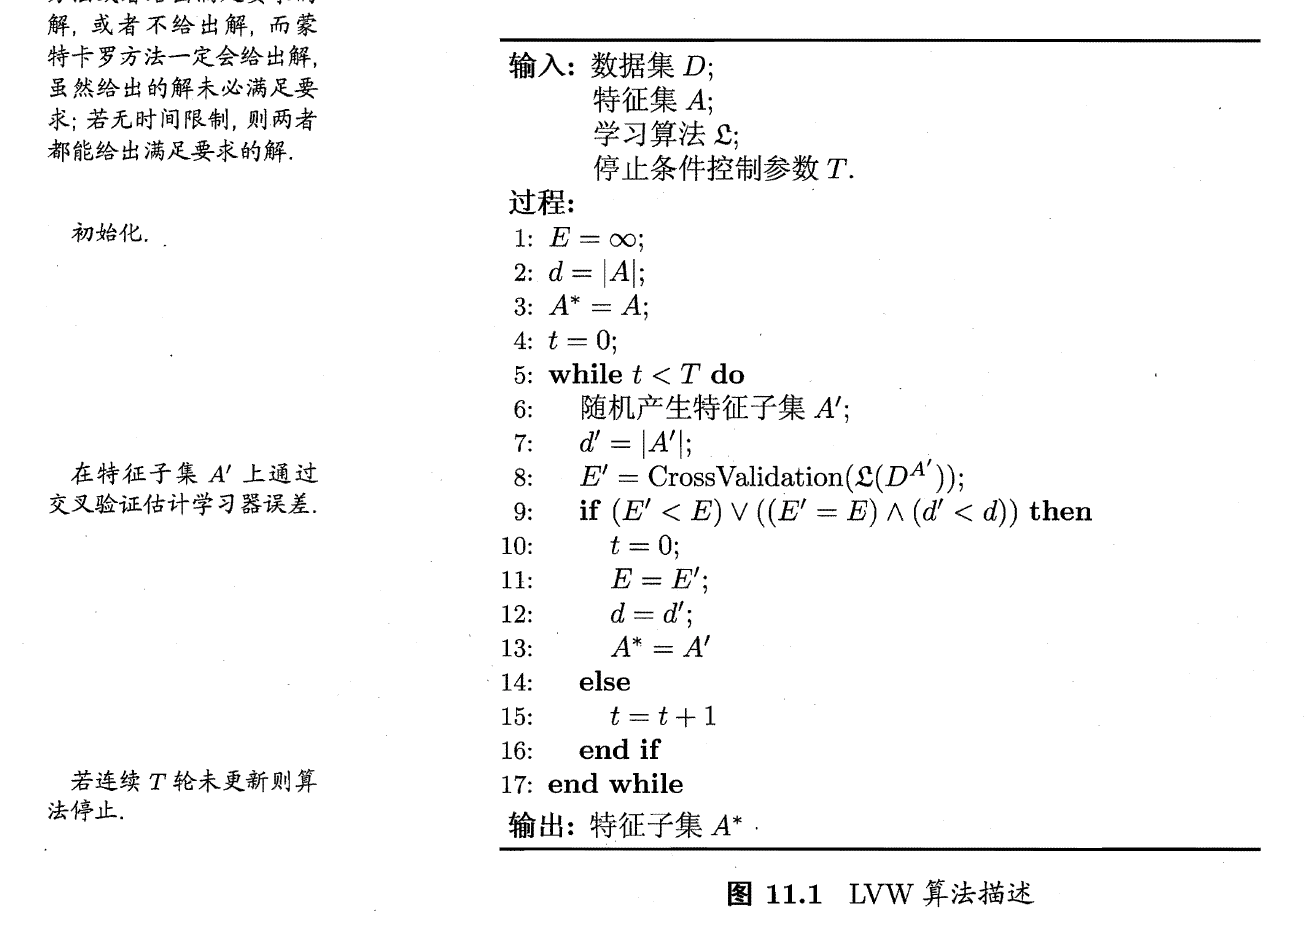 解, 或者不给出解, 而蒙
特卡罗方法一定会给出解,
虽然给出的解未必满足要
求; 若无时间限制, 则两者
都能给出满足要求的解.
初始化.
在特征子集 A′ 上通过
交叉验证估计学习器误差.
若连续 T 轮未更新则算
法停止.
输入: 数据集 D;
特征集 A;
学习算法 𝔏;
停止条件控制参数 T.
过程:
1: E = ∞;
2: d = |A|;
3: A* = A;
4: t = 0;
5: while t < T do
6: 随机产生特征子集 A′;
7: d′ = |A′|;
8: E′ = CrossValidation(𝔏(D^{A′}));
9: if (E′ < E) ∨ ((E′ = E) ∧ (d′ < d)) then
10: t = 0;
11: E = E′;
12: d = d′;
13: A* = A′
14: else
15: t = t + 1
16: end if
17: end while
输出: 特征子集 A*
图 11.1 LVW 算法描述